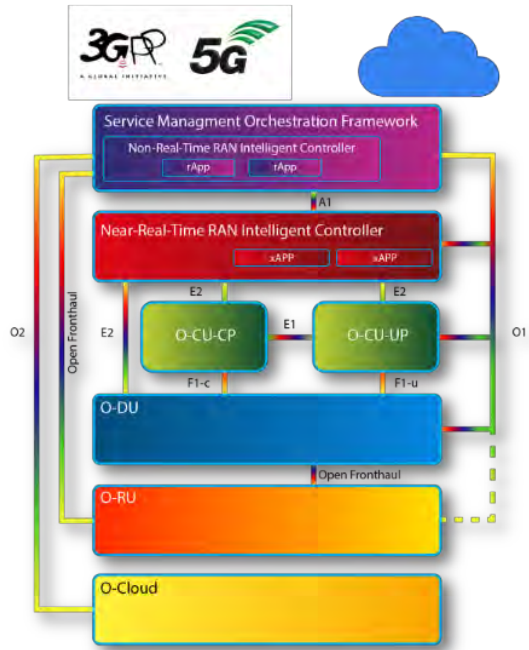 3GPP
A GLOBAL INITIATIVE
5G
Service Managment Orchestration Framework
Non-Real-Time RAN Intelligent Controller
rApp
rApp
A1
Near-Real-Time RAN Intelligent Controller
xAPP
xAPP
E2
E2
O-CU-CP
E1
O-CU-UP
O2
Open Fronthaul
E2
O1
F1-c
F1-u
O-DU
Open Fronthaul
O-RU
O-Cloud